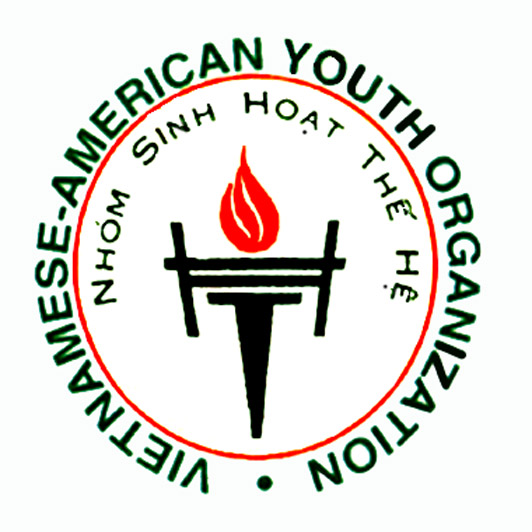 VIETNAMESE-AMERICAN YOUTH ORGANIZATION •
NHÓM SINH HOẠT THẾ HỆ